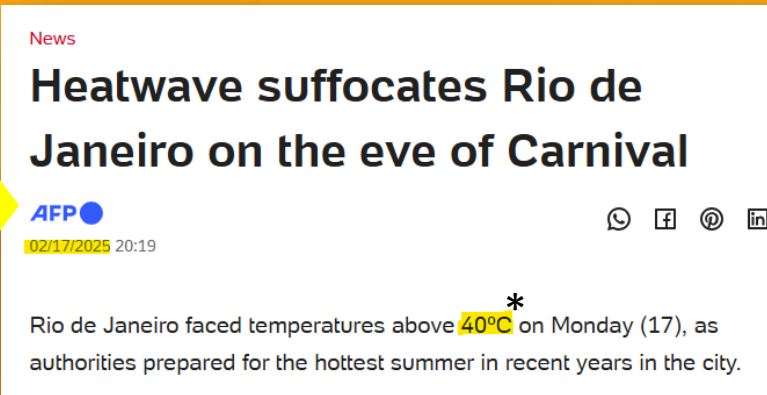 News
Heatwave suffocates Rio de
Janeiro on the eve of Carnival
AFP
02/17/2025 20:19
Rio de Janeiro faced temperatures above 40ºC* on Monday (17), as
authorities prepared for the hottest summer in recent years in the city.